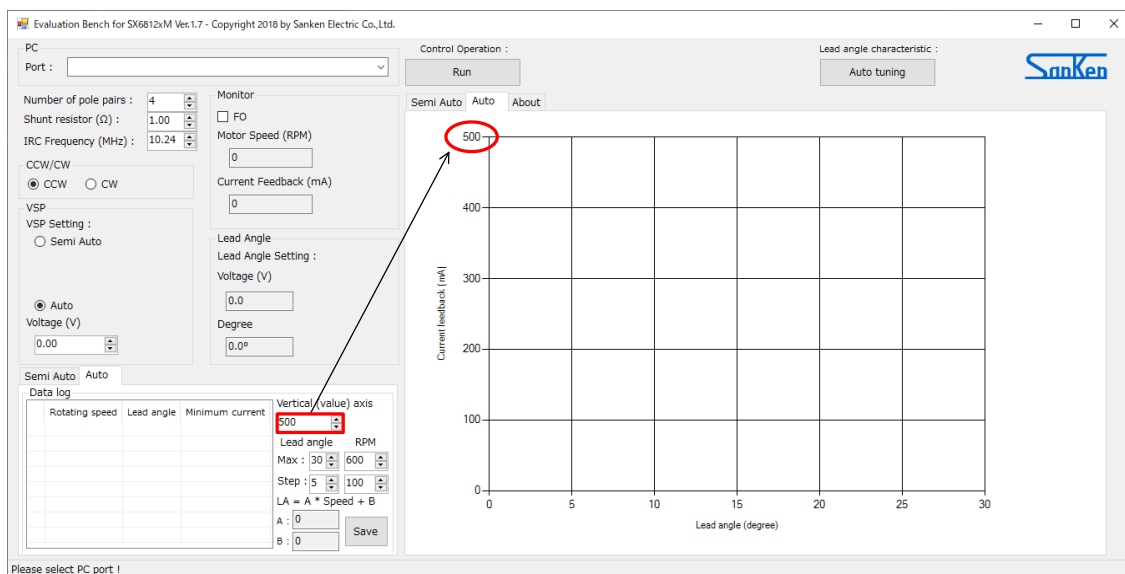 Evaluation Bench for SX6812xM Ver.1.7 - Copyright 2018 by Sanken Electric Co.,Ltd.
PC
Port :
Control Operation :
Run
Lead angle characteristic :
Auto tuning
SanKen
Number of pole pairs : 4
Shunt resistor (Ω) : 1.00
IRC Frequency (MHz) : 10.24
CCW/CW
CCW CW
VSP
VSP Setting :
Semi Auto
Auto
Voltage (V)
0.00
Monitor
FO
Motor Speed (RPM)
0
Current Feedback (mA)
0
Lead Angle
Lead Angle Setting :
Voltage (V)
0.0
Degree
0.0º
Semi Auto Auto
Data log
Rotating speed Lead angle Minimum current
Vertical (value) axis
500
Lead angle RPM
Max : 30 600
Step : 5 100
LA = A * Speed + B
A : 0
B : 0
Save
Semi Auto Auto About
500
400
300
200
100
0
Current feedback (mA)
0 5 10 15 20 25 30
Lead angle (degree)
Please select PC port !